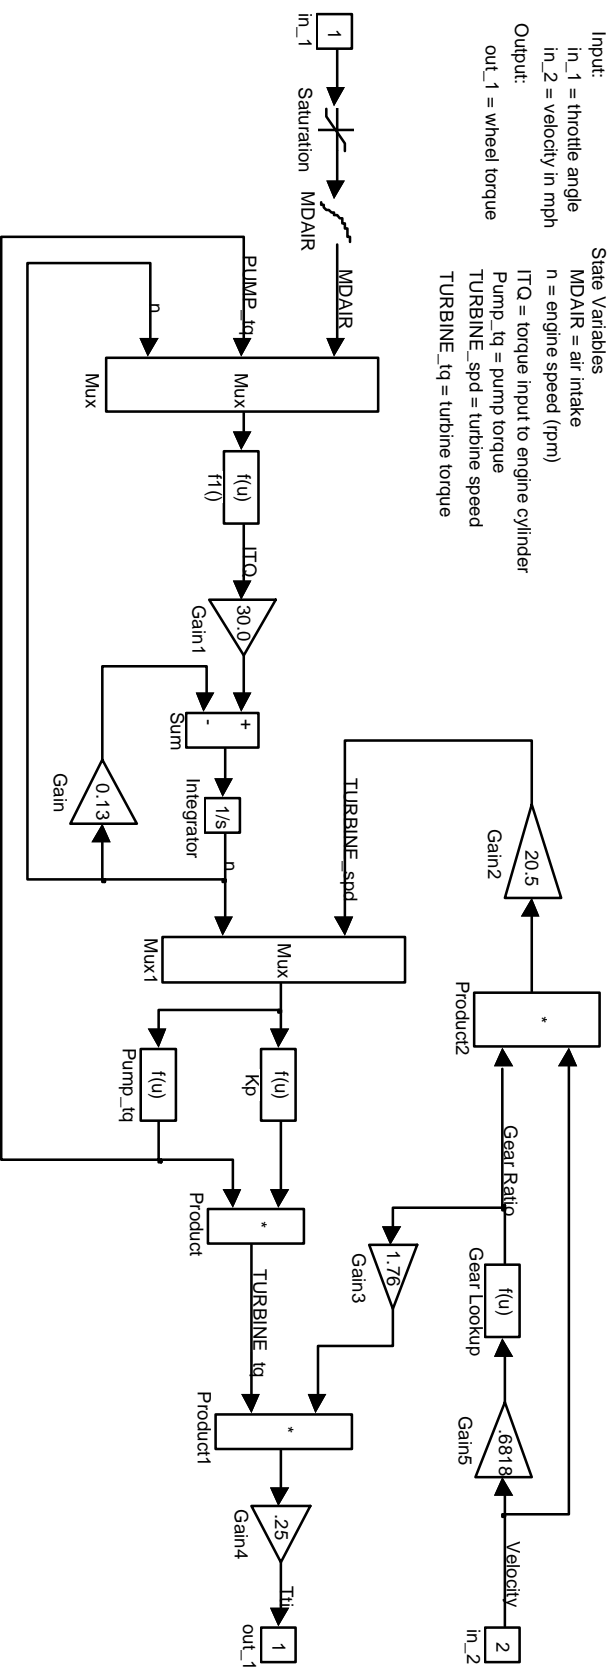 Input:
in_1 = throttle angle
in_2 = velocity in mph
Output:
out_1 = wheel torque
State Variables
MDAIR = air intake
n = engine speed (rpm)
ITQ = torque input to engine cylinder
Pump_tq = pump torque
TURBINE_spd = turbine speed
TURBINE_tq = turbine torque
1
in_1
Saturation
MDAIR
MDAIR
PUMP_tq
n
Mux
Mux
f(u)
f1()
ITQ
30.0
Gain1
+
-
Sum
1/s
Integrator
n
0.13
Gain
TURBINE_spd
20.5
Gain2
*
Product2
Mux
Mux1
f(u)
Kp
f(u)
Pump_tq
*
Product
TURBINE_tq
Gear Ratio
1.76
Gain3
f(u)
Gear Lookup
.6818
Gain5
Velocity
2
in_2
*
Product1
.25
Gain4
1
out_1